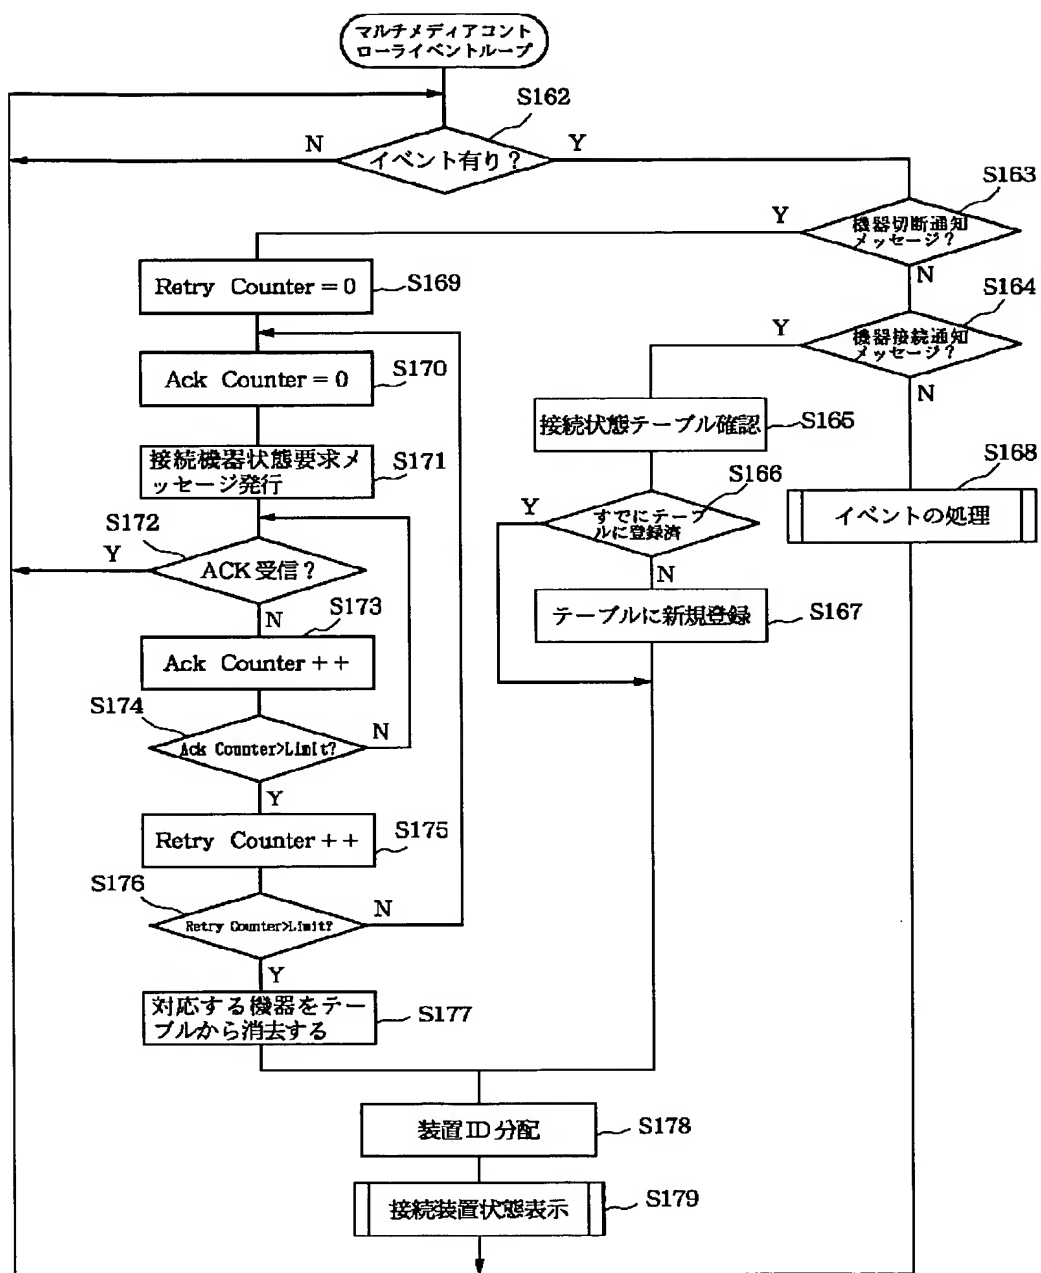 マルチメディアコント
ローライベントループ
S162
N
Y
イベント有り？
S163
Y
機器切断通知
メッセージ？
N
Retry Counter＝0
S169
S164
Y
機器接続通知
メッセージ？
N
Ack Counter＝0
S170
接続状態テーブル確認
S165
接続機器状態要求メ
ッセージ発行
S171
S166
S168
Y
すでにテーブ
ルに登録済
N
イベントの処理
S172
Y
ACK受信？
N
S173
テーブルに新規登録
S167
Ack Counter＋＋
S174
Ack Counter>Limit?
N
Y
Retry Counter＋＋
S175
S176
Retry Counter>Limit?
N
Y
対応する機器をテー
ブルから消去する
S177
装置ID分配
S178
接続装置状態表示
S179